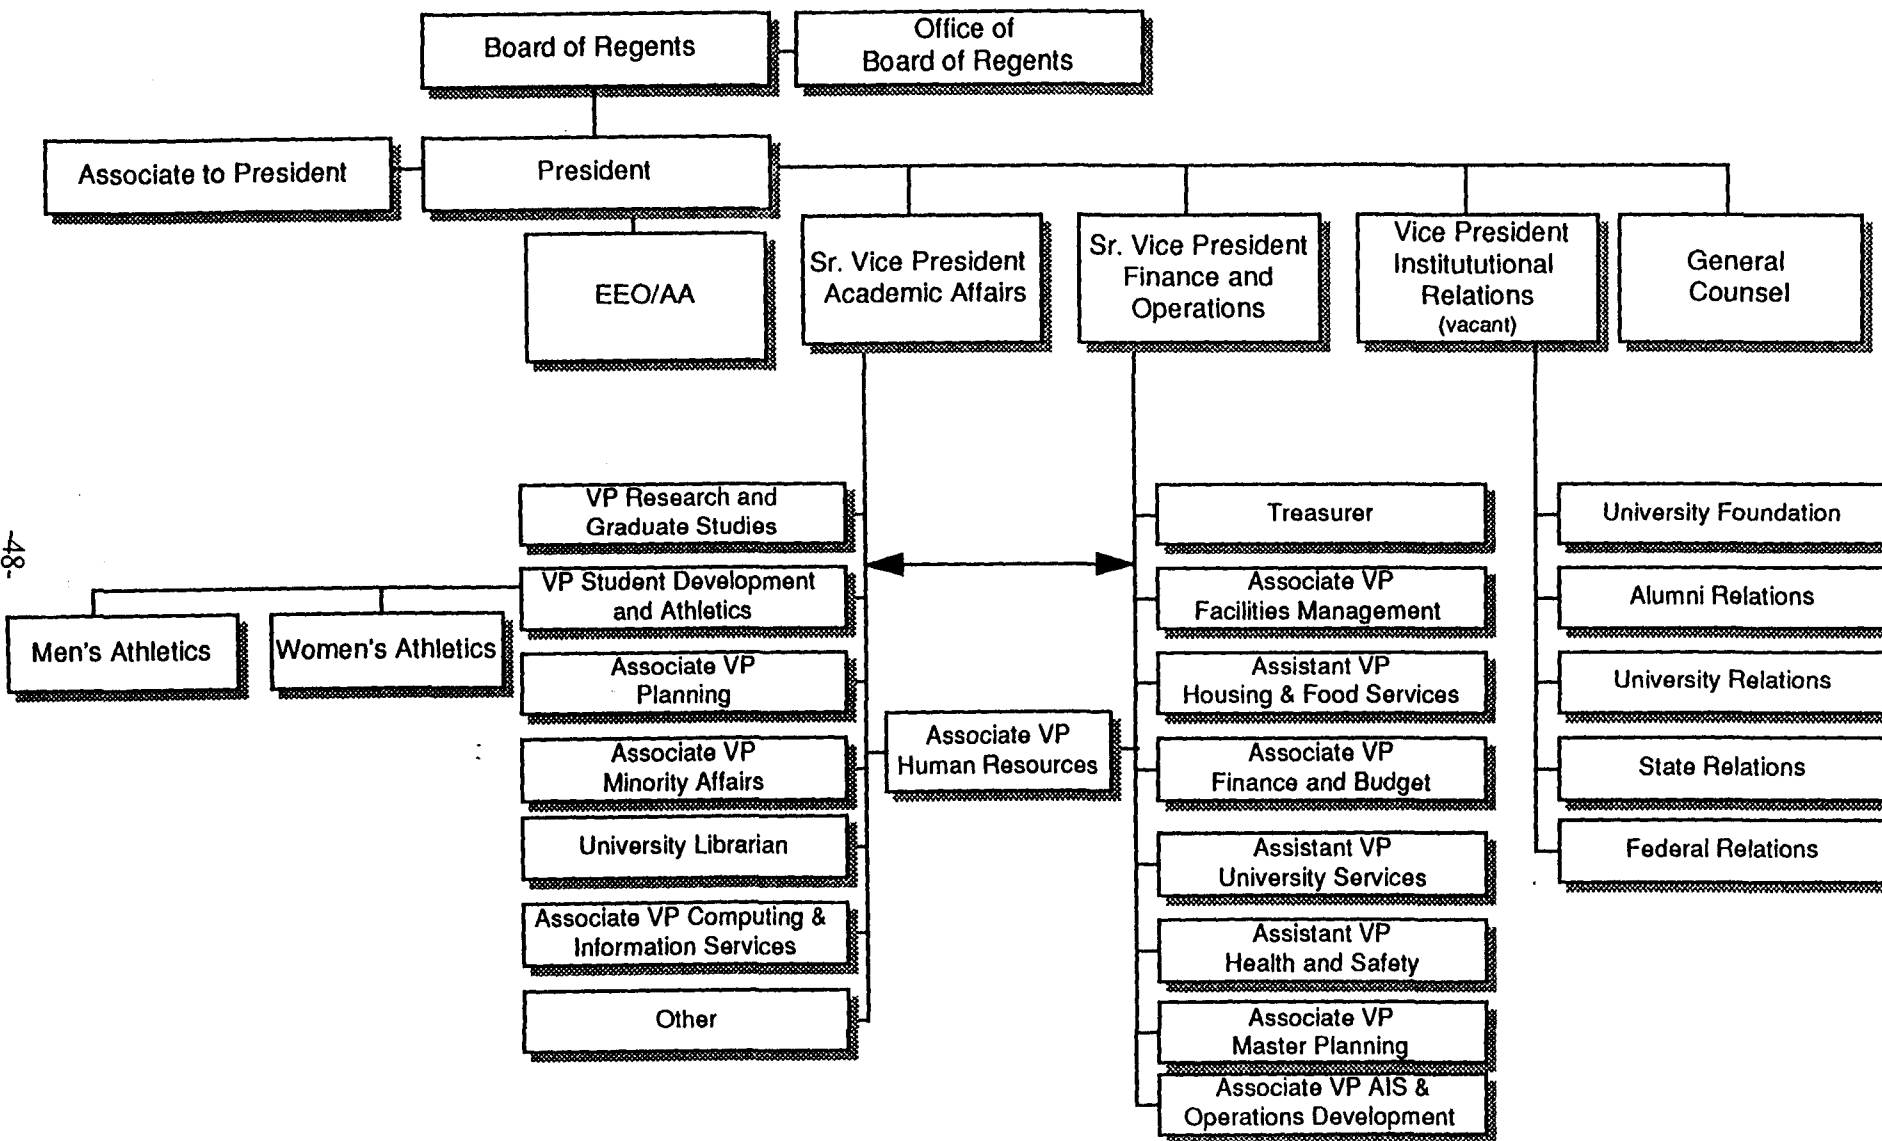 Board of Regents
Office of
Board of Regents
Associate to President
President
EEO/AA
Sr. Vice President
Academic Affairs
Sr. Vice President
Finance and
Operations
Vice President
Institututional
Relations
(vacant)
General
Counsel
VP Research and
Graduate Studies
VP Student Development
and Athletics
Men's Athletics
Women's Athletics
Associate VP
Planning
Associate VP
Minority Affairs
University Librarian
Associate VP Computing &
Information Services
Other
Associate VP
Human Resources
Treasurer
Associate VP
Facilities Management
Assistant VP
Housing & Food Services
Associate VP
Finance and Budget
Assistant VP
University Services
Assistant VP
Health and Safety
Associate VP
Master Planning
Associate VP AIS &
Operations Development
University Foundation
Alumni Relations
University Relations
State Relations
Federal Relations
-48-